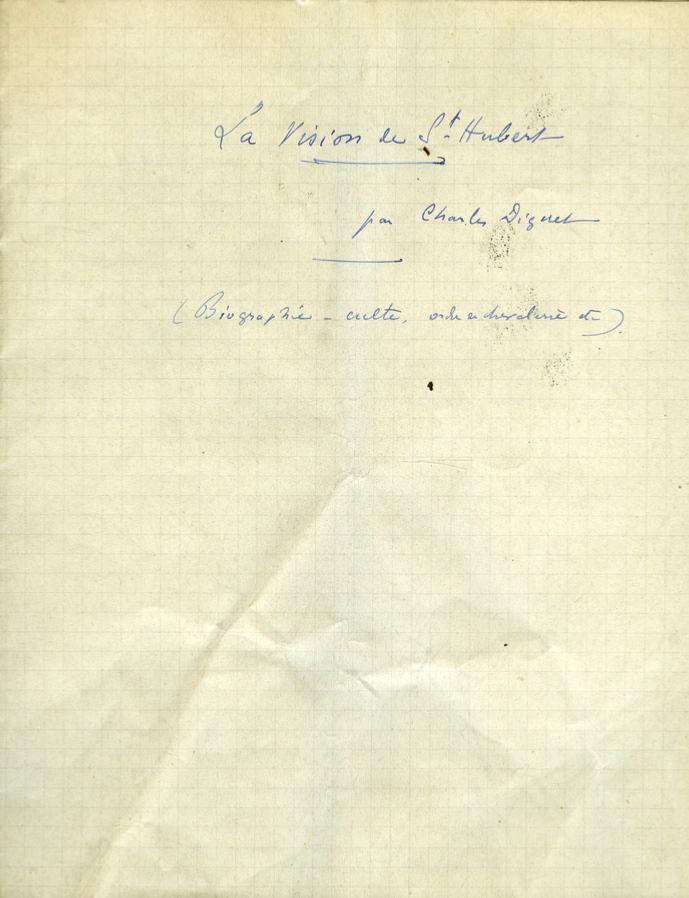 La Vision de St-Hubert
par Charles Diguet
(Biographie - culte, ordre de chevalerie etc)